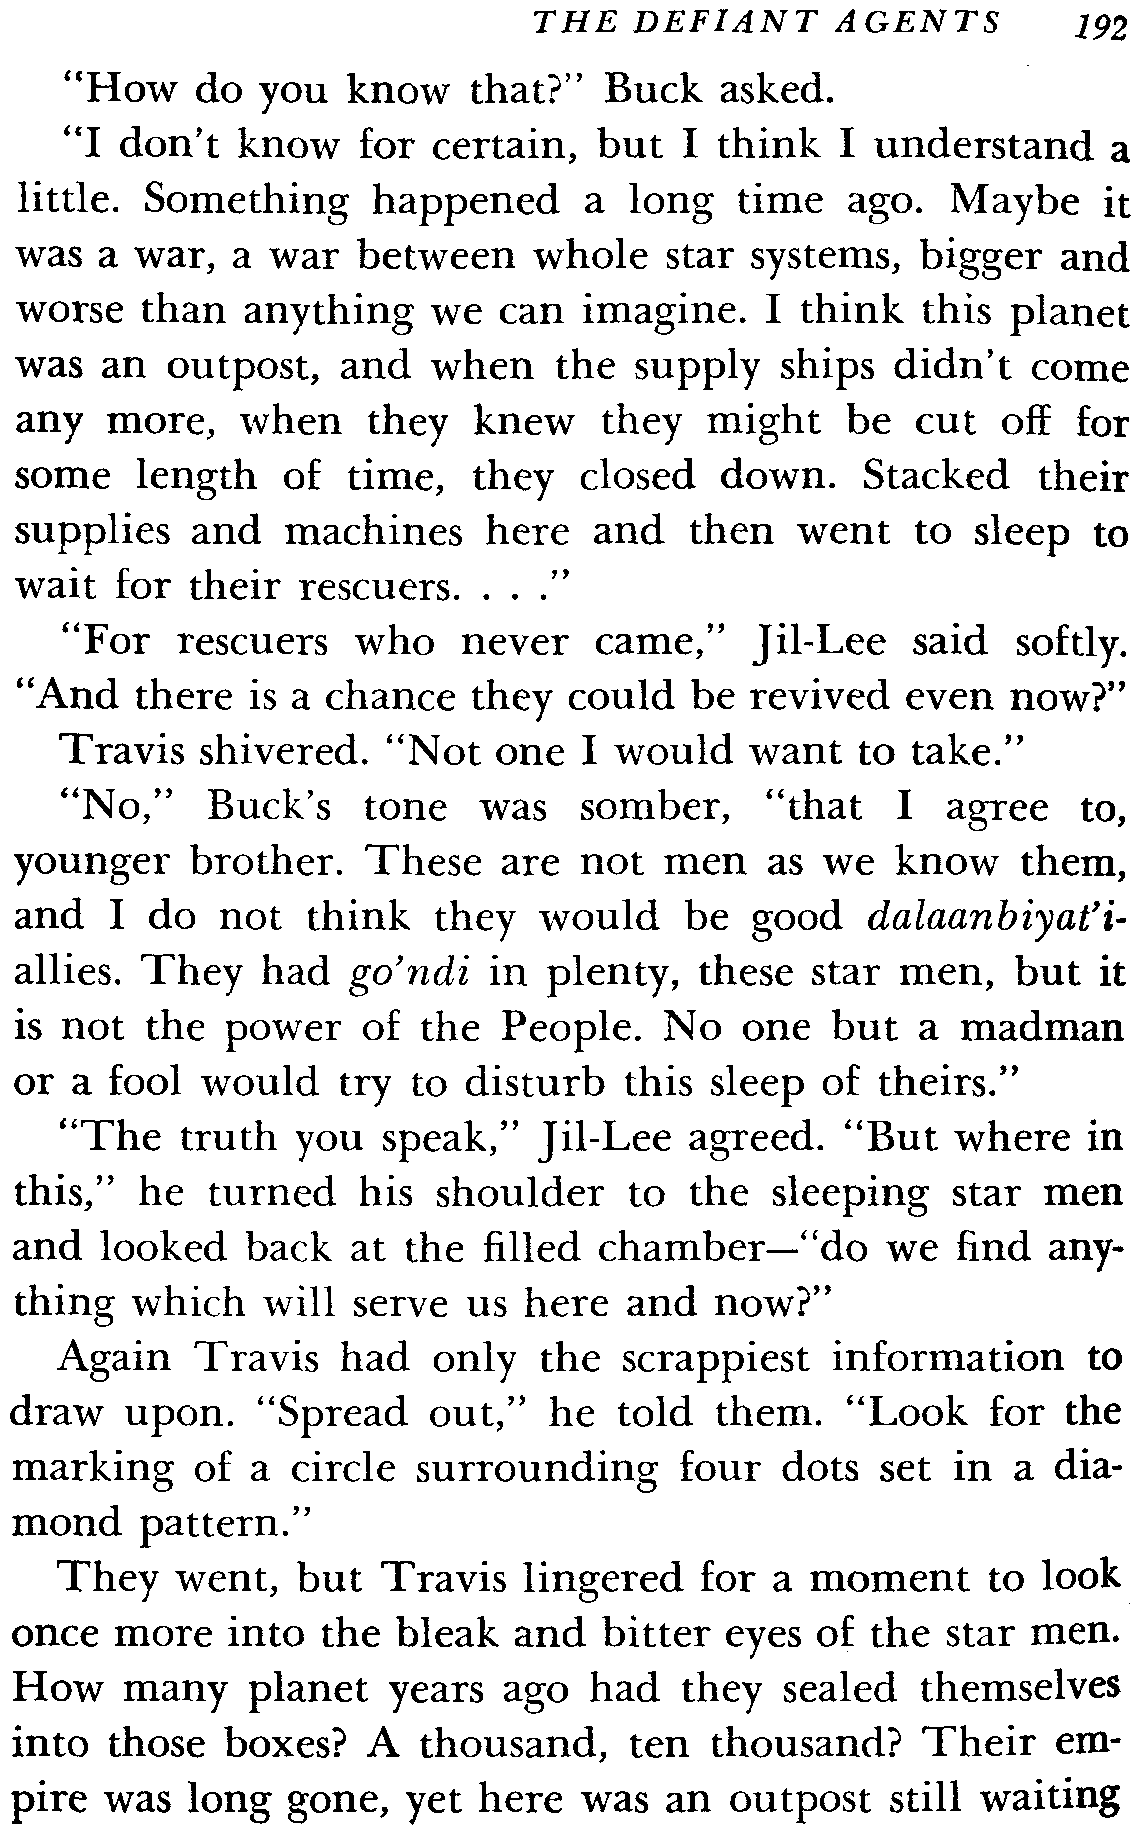 THE DEFIANT AGENTS 192
"How do you know that?" Buck asked.
"I don't know for certain, but I think I understand a
little. Something happened a long time ago. Maybe it
was a war, a war between whole star systems, bigger and
worse than anything we can imagine. I think this planet
was an outpost, and when the supply ships didn't come
any more, when they knew they might be cut off for
some length of time, they closed down. Stacked their
supplies and machines here and then went to sleep to
wait for their rescuers. . . ."
"For rescuers who never came," Jil-Lee said softly.
"And there is a chance they could be revived even now?"
Travis shivered. "Not one I would want to take."
"No," Buck's tone was somber, "that I agree to,
younger brother. These are not men as we know them,
and I do not think they would be good dalaanbiyat'i-
allies. They had go'ndi in plenty, these star men, but it
is not the power of the People. No one but a madman
or a fool would try to disturb this sleep of theirs."
"The truth you speak," Jil-Lee agreed. "But where in
this," he turned his shoulder to the sleeping star men
and looked back at the filled chamber—"do we find any-
thing which will serve us here and now?"
Again Travis had only the scrappiest information to
draw upon. "Spread out," he told them. "Look for the
marking of a circle surrounding four dots set in a dia-
mond pattern."
They went, but Travis lingered for a moment to look
once more into the bleak and bitter eyes of the star men.
How many planet years ago had they sealed themselves
into those boxes? A thousand, ten thousand? Their em-
pire was long gone, yet here was an outpost still waiting